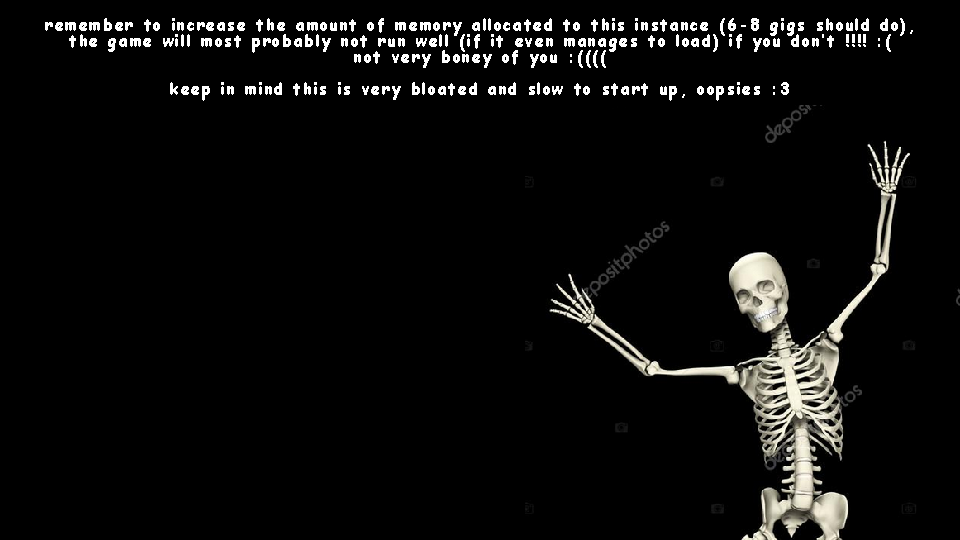 remember to increase the amount of memory allocated to this instance (6-8 gigs should do),
the game will most probably not run well (if it even manages to load) if you don't !!!! :(
not very boney of you :((((
keep in mind this is very bloated and slow to start up, oopsies :3
deposi
depositphotos